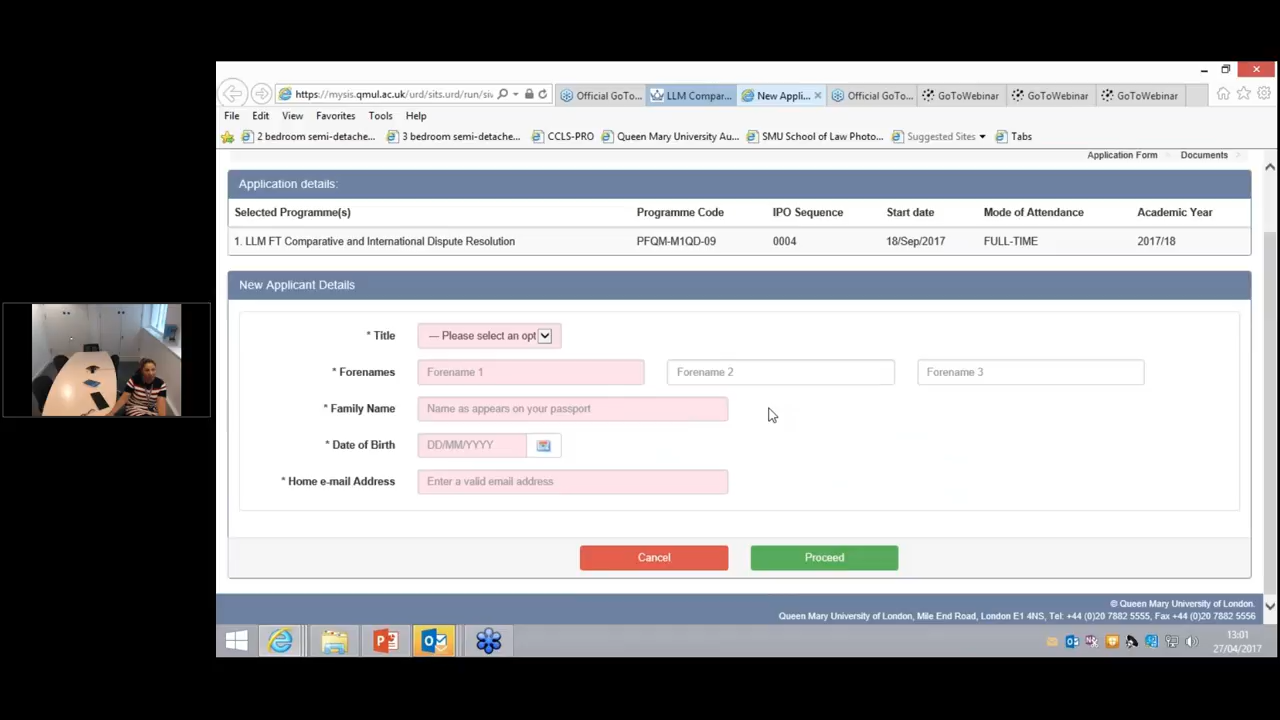 https://mysis.qmul.ac.uk/urd/sits.urd/run/siv
Official GoTo...
LLM Compar...
New Appli...
Official GoTo...
GoToWebinar
GoToWebinar
GoToWebinar
File Edit View Favorites Tools Help
2 bedroom semi-detache...
3 bedroom semi-detache...
CCLS-PRO
Queen Mary University Au...
SMU School of Law Photo...
Suggested Sites
Tabs
Application Form Documents
Application details:
Selected Programme(s) Programme Code IPO Sequence Start date Mode of Attendance Academic Year
1. LLM FT Comparative and International Dispute Resolution PFQM-M1QD-09 0004 18/Sep/2017 FULL-TIME 2017/18
New Applicant Details
* Title --- Please select an opt
* Forenames Forename 1 Forename 2 Forename 3
* Family Name Name as appears on your passport
* Date of Birth DD/MM/YYYY
* Home e-mail Address Enter a valid email address
Cancel Proceed
© Queen Mary University of London.
Queen Mary University of London, Mile End Road, London E1 4NS, Tel: +44 (0)20 7882 5555, Fax +44 (0)20 7882 5556
13:01
27/04/2017